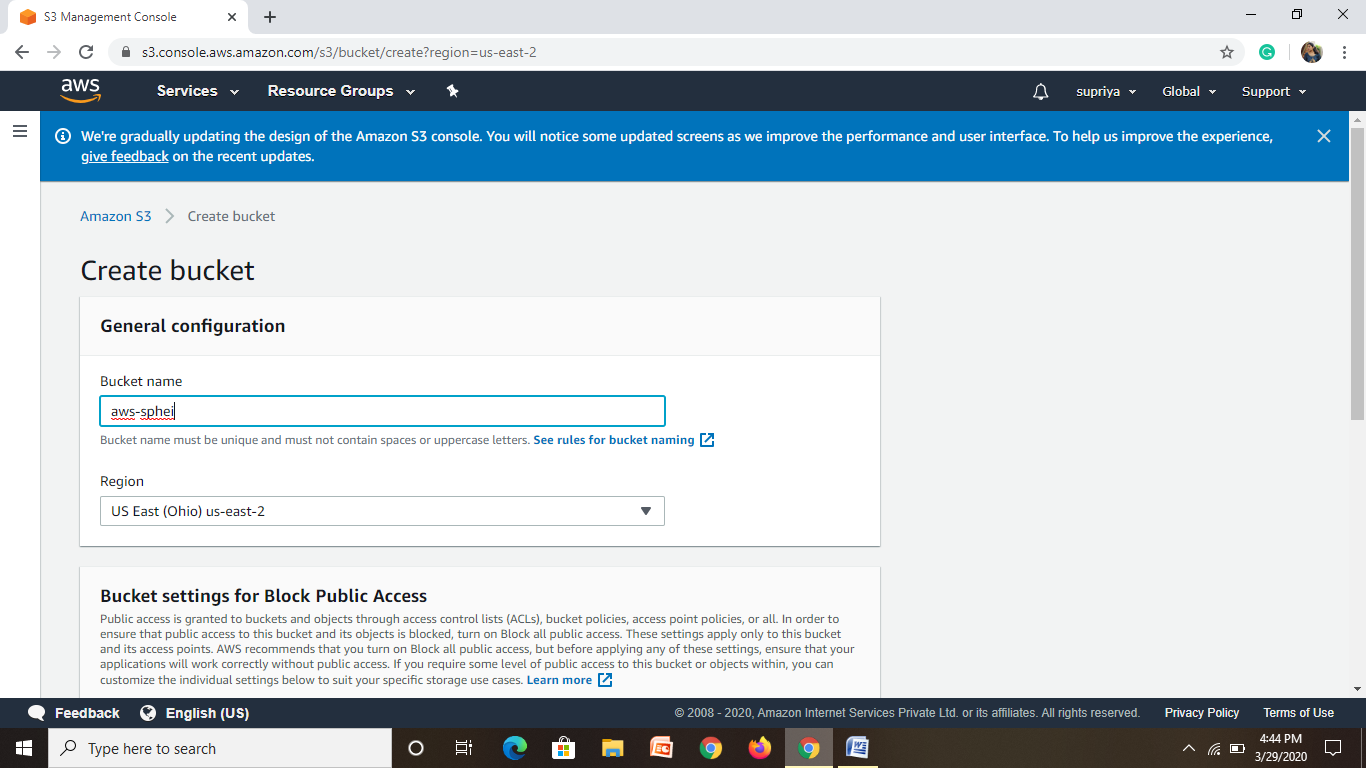 S3 Management Console
s3.console.aws.amazon.com/s3/bucket/create?region=us-east-2
aws
Services
Resource Groups
supriya
Global
Support
We're gradually updating the design of the Amazon S3 console. You will notice some updated screens as we improve the performance and user interface. To help us improve the experience,
give feedback on the recent updates.
Amazon S3
Create bucket
Create bucket
General configuration
Bucket name
aws-sphei
Bucket name must be unique and must not contain spaces or uppercase letters. See rules for bucket naming
Region
US East (Ohio) us-east-2
Bucket settings for Block Public Access
Public access is granted to buckets and objects through access control lists (ACLs), bucket policies, access point policies, or all. In order to
ensure that public access to this bucket and its objects is blocked, turn on Block all public access. These settings apply only to this bucket
and its access points. AWS recommends that you turn on Block all public access, but before applying any of these settings, ensure that your
applications will work correctly without public access. If you require some level of public access to this bucket or objects within, you can
customize the individual settings below to suit your specific storage use cases. Learn more
Feedback
English (US)
© 2008 - 2020, Amazon Internet Services Private Ltd. or its affiliates. All rights reserved.
Privacy Policy
Terms of Use
Type here to search
4:44 PM
3/29/2020